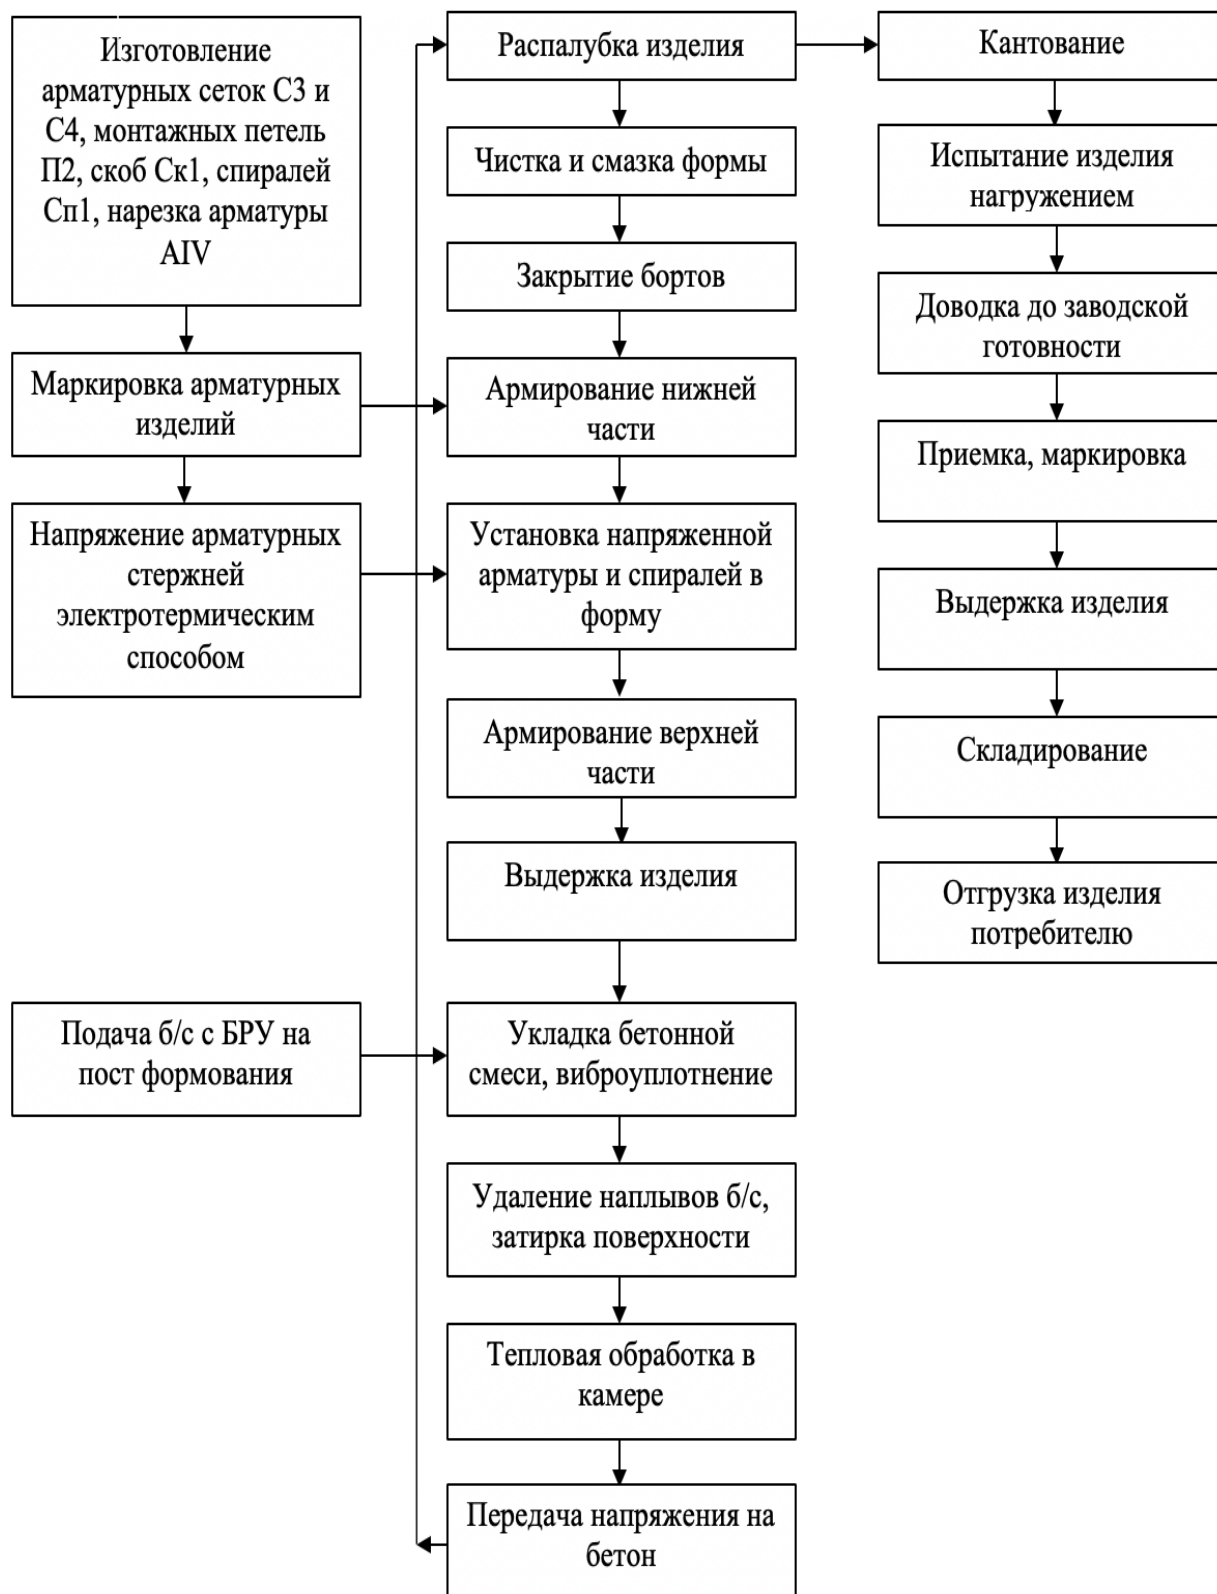 Изготовление
арматурных сеток С3 и
С4, монтажных петель
П2, скоб Ск1, спиралей
Сп1, нарезка арматуры
АIV
Маркировка арматурных
изделий
Напряжение арматурных
стержней
электротермическим
способом
Подача б/с с БРУ на
пост формования
Распалубка изделия
Чистка и смазка формы
Закрытие бортов
Армирование нижней
части
Установка напряженной
арматуры и спиралей в
форму
Армирование верхней
части
Выдержка изделия
Укладка бетонной
смеси, виброуплотнение
Удаление наплывов б/с,
затирка поверхности
Тепловая обработка в
камере
Передача напряжения на
бетон
Кантование
Испытание изделия
нагружением
Доводка до заводской
готовности
Приемка, маркировка
Выдержка изделия
Складирование
Отгрузка изделия
потребителю